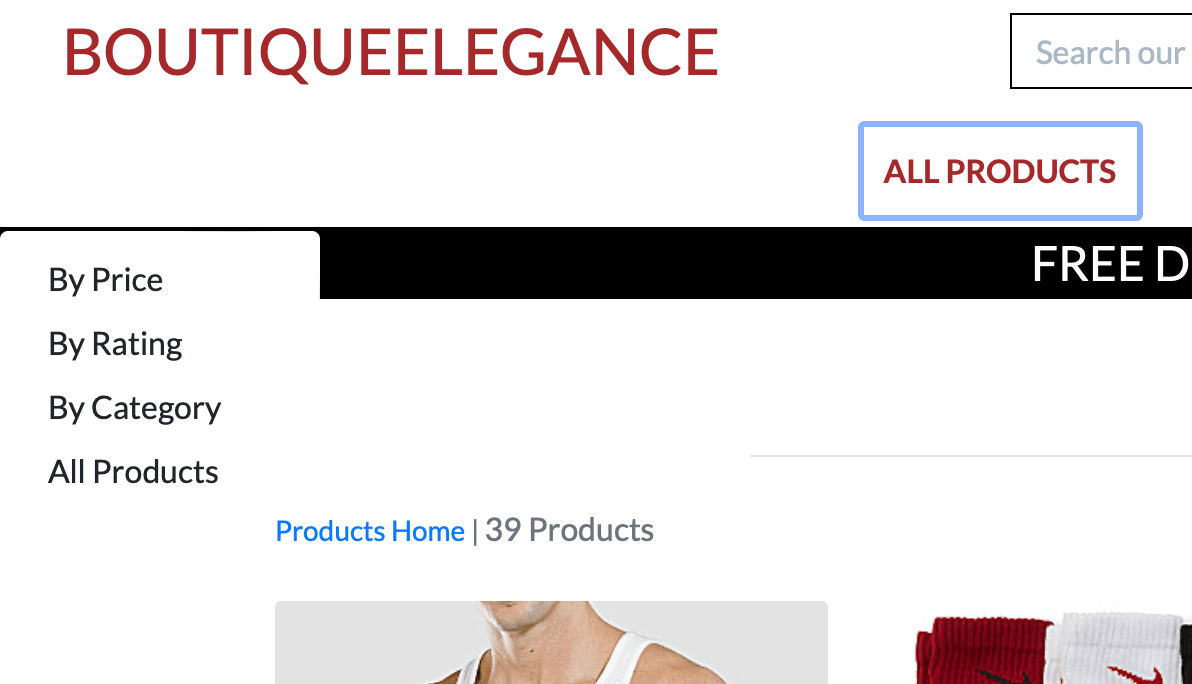 BOUTIQUEELEGANCE
Search our
ALL PRODUCTS
FREE D
By Price
By Rating
By Category
All Products
Products Home | 39 Products